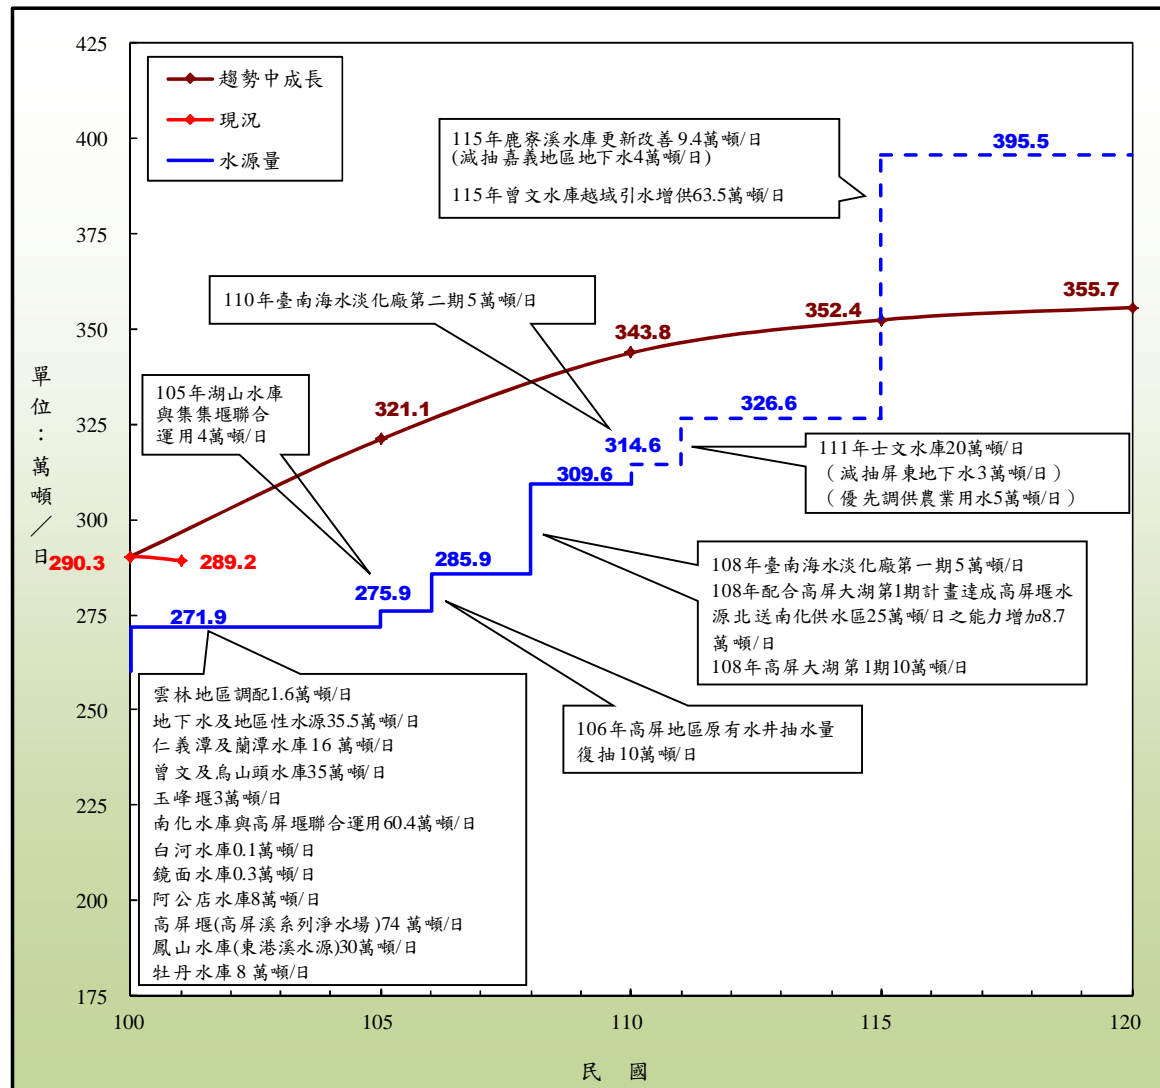 425
400
375
350
325
300
275
250
225
200
175
單位：萬噸／日
趨勢中成長
現況
水源量
115年鹿寮溪水庫更新改善9.4萬噸/日
(減抽嘉義地區地下水4萬噸/日)
115年曾文水庫越域引水增供63.5萬噸/日
395.5
110年臺南海水淡化廠第二期5萬噸/日
343.8
352.4
355.7
105年湖山水庫
與集集堰聯合
運用4萬噸/日
321.1
326.6
314.6
309.6
111年士文水庫20萬噸/日
（減抽屏東地下水3萬噸/日）
（優先調供農業用水5萬噸/日）
290.3
289.2
285.9
275.9
271.9
108年臺南海水淡化廠第一期5萬噸/日
108年配合高屏大湖第1期計畫達成高屏堰水
源北送南化供水區25萬噸/日之能力增加8.7
萬噸/日
108年高屏大湖第1期10萬噸/日
106年高屏地區原有水井抽水量
復抽10萬噸/日
雲林地區調配1.6萬噸/日
地下水及地區性水源35.5萬噸/日
仁義潭及蘭潭水庫16 萬噸/日
曾文及烏山頭水庫35萬噸/日
玉峰堰3萬噸/日
南化水庫與高屏堰聯合運用60.4萬噸/日
白河水庫0.1萬噸/日
鏡面水庫0.3萬噸/日
阿公店水庫8萬噸/日
高屏堰(高屏溪系列淨水場)74 萬噸/日
鳳山水庫(東港溪水源)30萬噸/日
牡丹水庫 8 萬噸/日
100
105
110
115
120
民 國